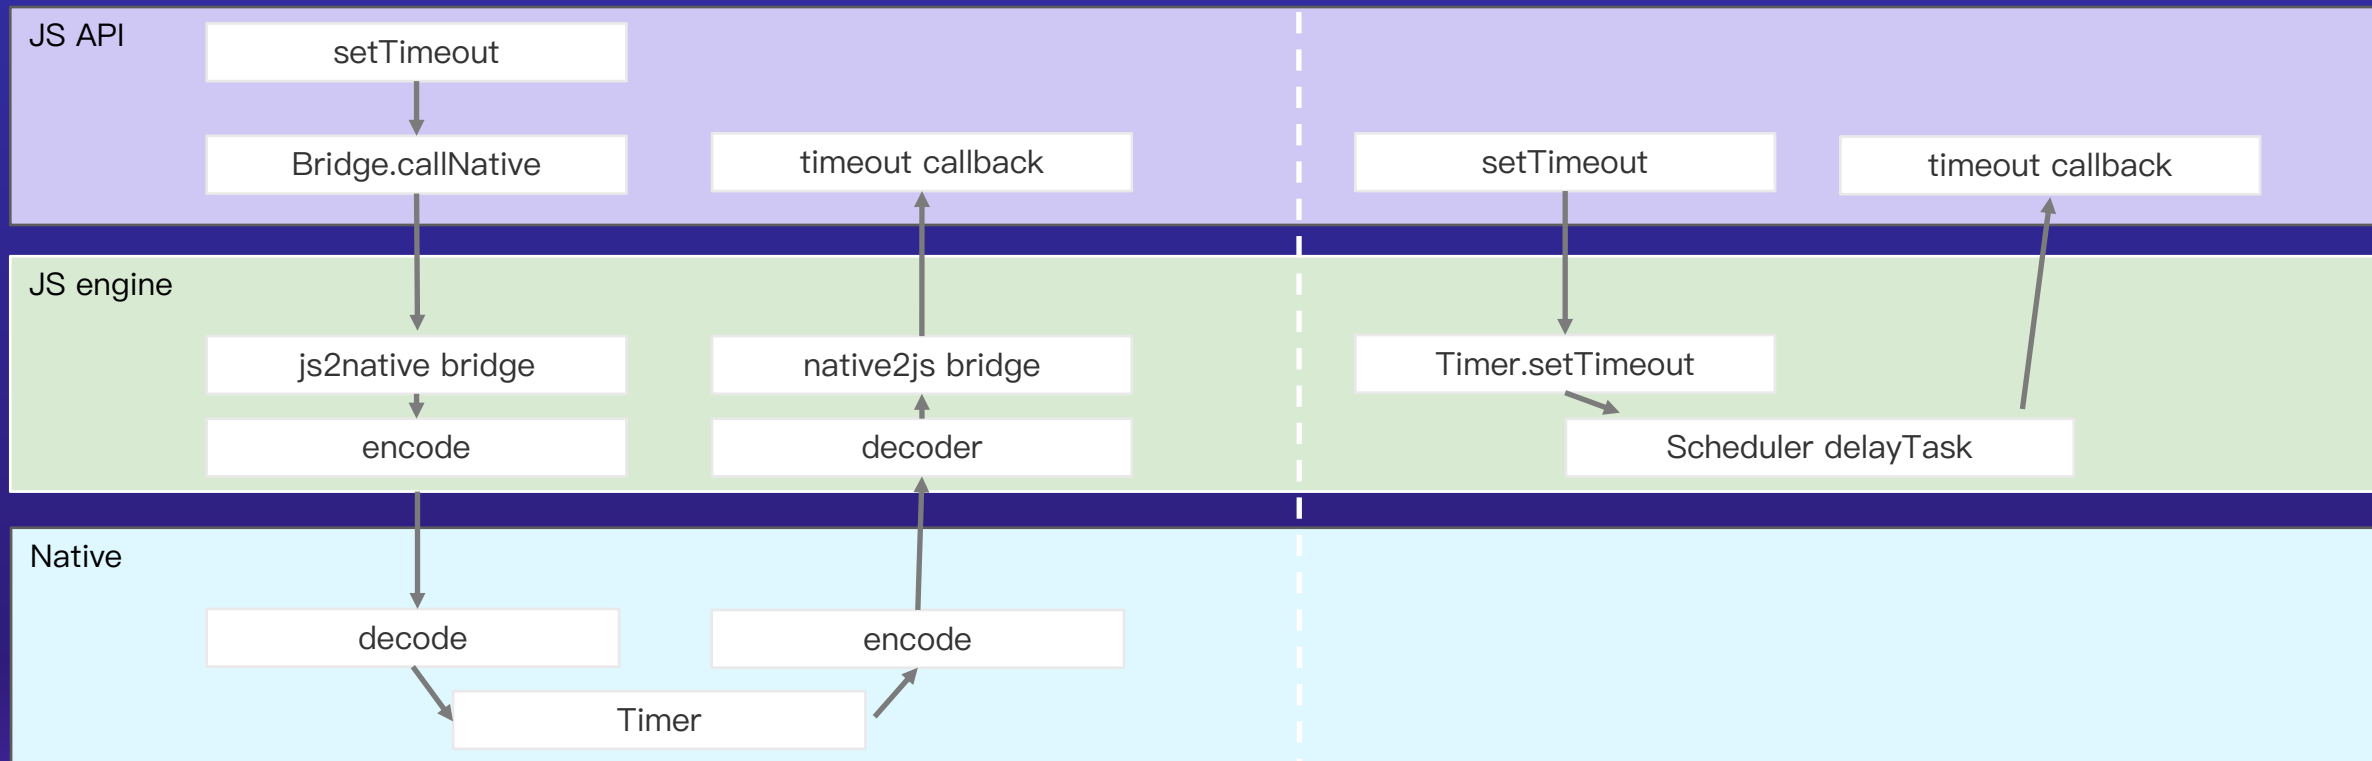 JS API
setTimeout
Bridge.callNative
timeout callback
setTimeout
timeout callback
JS engine
js2native bridge
native2js bridge
Timer.setTimeout
encode
decoder
Scheduler delayTask
Native
decode
encode
Timer